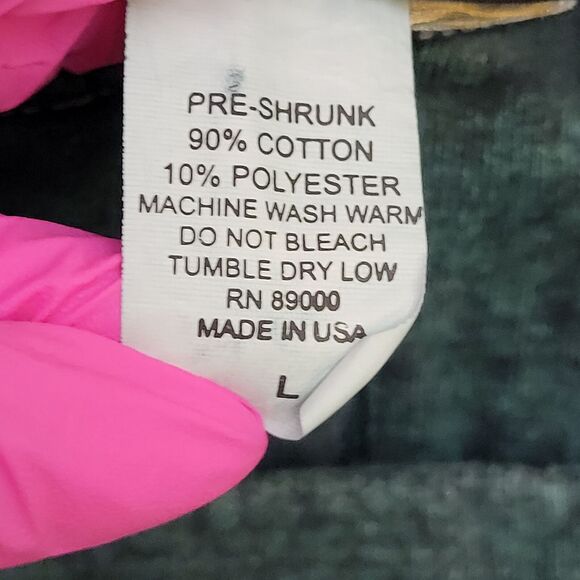 PRE-SHRUNK
90% COTTON
10% POLYESTER
MACHINE WASH WARM
DO NOT BLEACH
TUMBLE DRY LOW
RN 89000
MADE IN USA
L